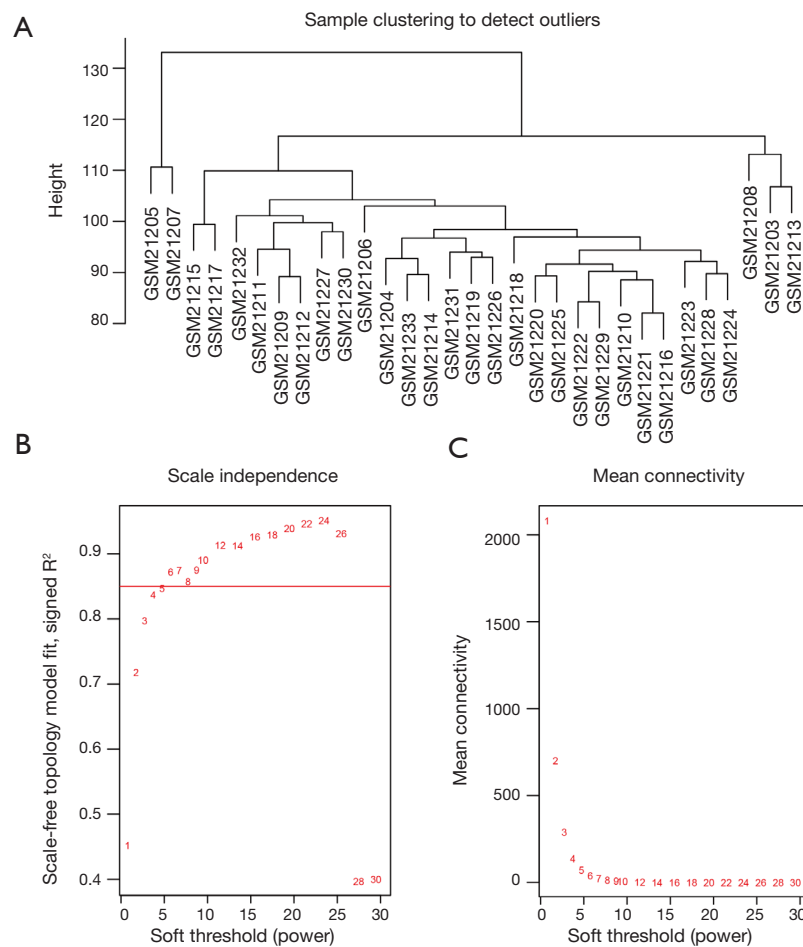 A
Sample clustering to detect outliers
Height
130
120
110
100
90
80
GSM21205
GSM21207
GSM21215
GSM21217
GSM21232
GSM21211
GSM21209
GSM21212
GSM21227
GSM21230
GSM21206
GSM21204
GSM21233
GSM21214
GSM21231
GSM21219
GSM21226
GSM21218
GSM21220
GSM21225
GSM21222
GSM21229
GSM21210
GSM21221
GSM21216
GSM21223
GSM21228
GSM21224
GSM21208
GSM21203
GSM21213
B
Scale independence
Scale-free topology model fit, signed R²
0.9
0.8
0.7
0.6
0.5
0.4
1
2
3
4
5
6
7
8
9
10
12
14
16
18
20
22
24
26
28
30
0 5 10 15 20 25 30
Soft threshold (power)
C
Mean connectivity
Mean connectivity
2000
1500
1000
500
0
1
2
3
4
5
6
7
8
9
10
12
14
16
18
20
22
24
26
28
30
0 5 10 15 20 25 30
Soft threshold (power)